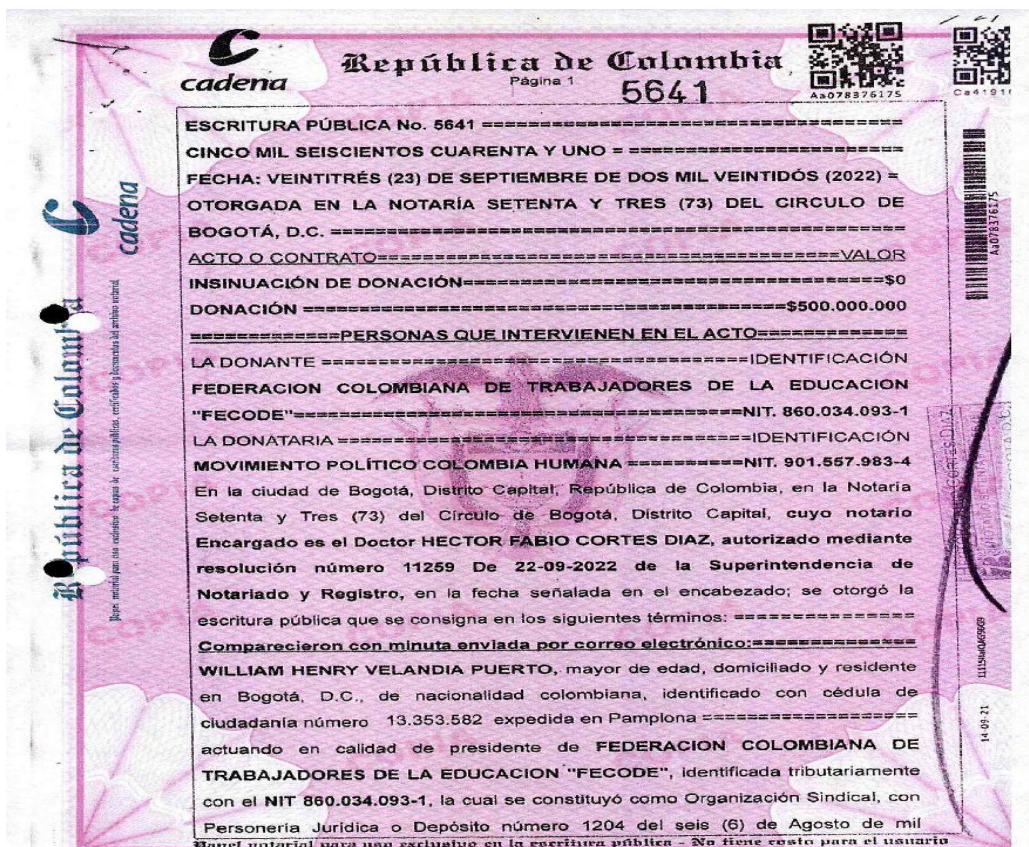 cadena
República de Colombia
Página 1
5641
Aa078376175
ESCRITURA PÚBLICA No. 5641 ====================================
CINCO MIL SEISCIENTOS CUARENTA Y UNO = =======================
FECHA: VEINTITRÉS (23) DE SEPTIEMBRE DE DOS MIL VEINTIDÓS (2022) =
OTORGADA EN LA NOTARÍA SETENTA Y TRES (73) DEL CIRCULO DE
BOGOTÁ, D.C. ================================================
ACTO O CONTRATO=======================================VALOR
INSINUACIÓN DE DONACIÓN====================================$0
DONACIÓN =========================================$500.000.000
=============PERSONAS QUE INTERVIENEN EN EL ACTO=============
LA DONANTE =====================================IDENTIFICACIÓN
FEDERACION COLOMBIANA DE TRABAJADORES DE LA EDUCACION
"FECODE"======================================NIT. 860.034.093-1
LA DONATARIA ===================================IDENTIFICACIÓN
MOVIMIENTO POLÍTICO COLOMBIA HUMANA ==========NIT. 901.557.983-4
En la ciudad de Bogotá, Distrito Capital, República de Colombia, en la Notaría
Setenta y Tres (73) del Círculo de Bogotá, Distrito Capital, cuyo notario
Encargado es el Doctor HECTOR FABIO CORTES DIAZ, autorizado mediante
resolución número 11259 De 22-09-2022 de la Superintendencia de
Notariado y Registro, en la fecha señalada en el encabezado; se otorgó la
escritura pública que se consigna en los siguientes términos: ===============
Comparecieron con minuta enviada por correo electrónico:==============
WILLIAM HENRY VELANDIA PUERTO, mayor de edad, domiciliado y residente
en Bogotá, D.C., de nacionalidad colombiana, identificado con cédula de
ciudadanía número 13.353.582 expedida en Pamplona ==================
actuando en calidad de presidente de FEDERACION COLOMBIANA DE
TRABAJADORES DE LA EDUCACION "FECODE", identificada tributariamente
con el NIT 860.034.093-1, la cual se constituyó como Organización Sindical, con
Personería Jurídica o Depósito número 1204 del seis (6) de Agosto de mil
Papel notarial para uso exclusivo en la escritura pública - No tiene costo para el usuario
República de Colombia
cadena
Aa078376175
CORTES DIAZ
14-09-21